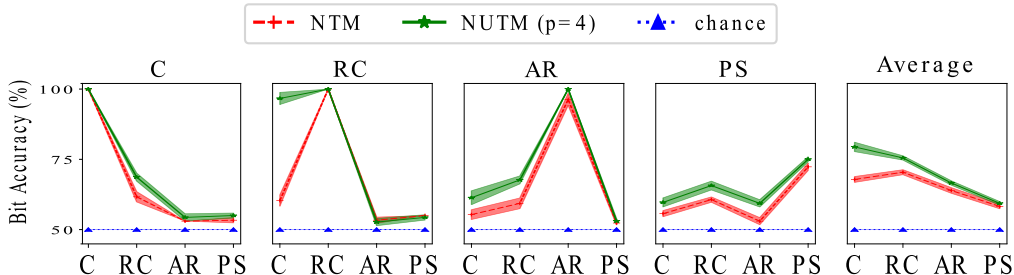 NTM NUTM (p=4) chance
C RC AR PS Average
Bit Accuracy (%)
100
75
50
C RC AR PS C RC AR PS C RC AR PS C RC AR PS C RC AR PS